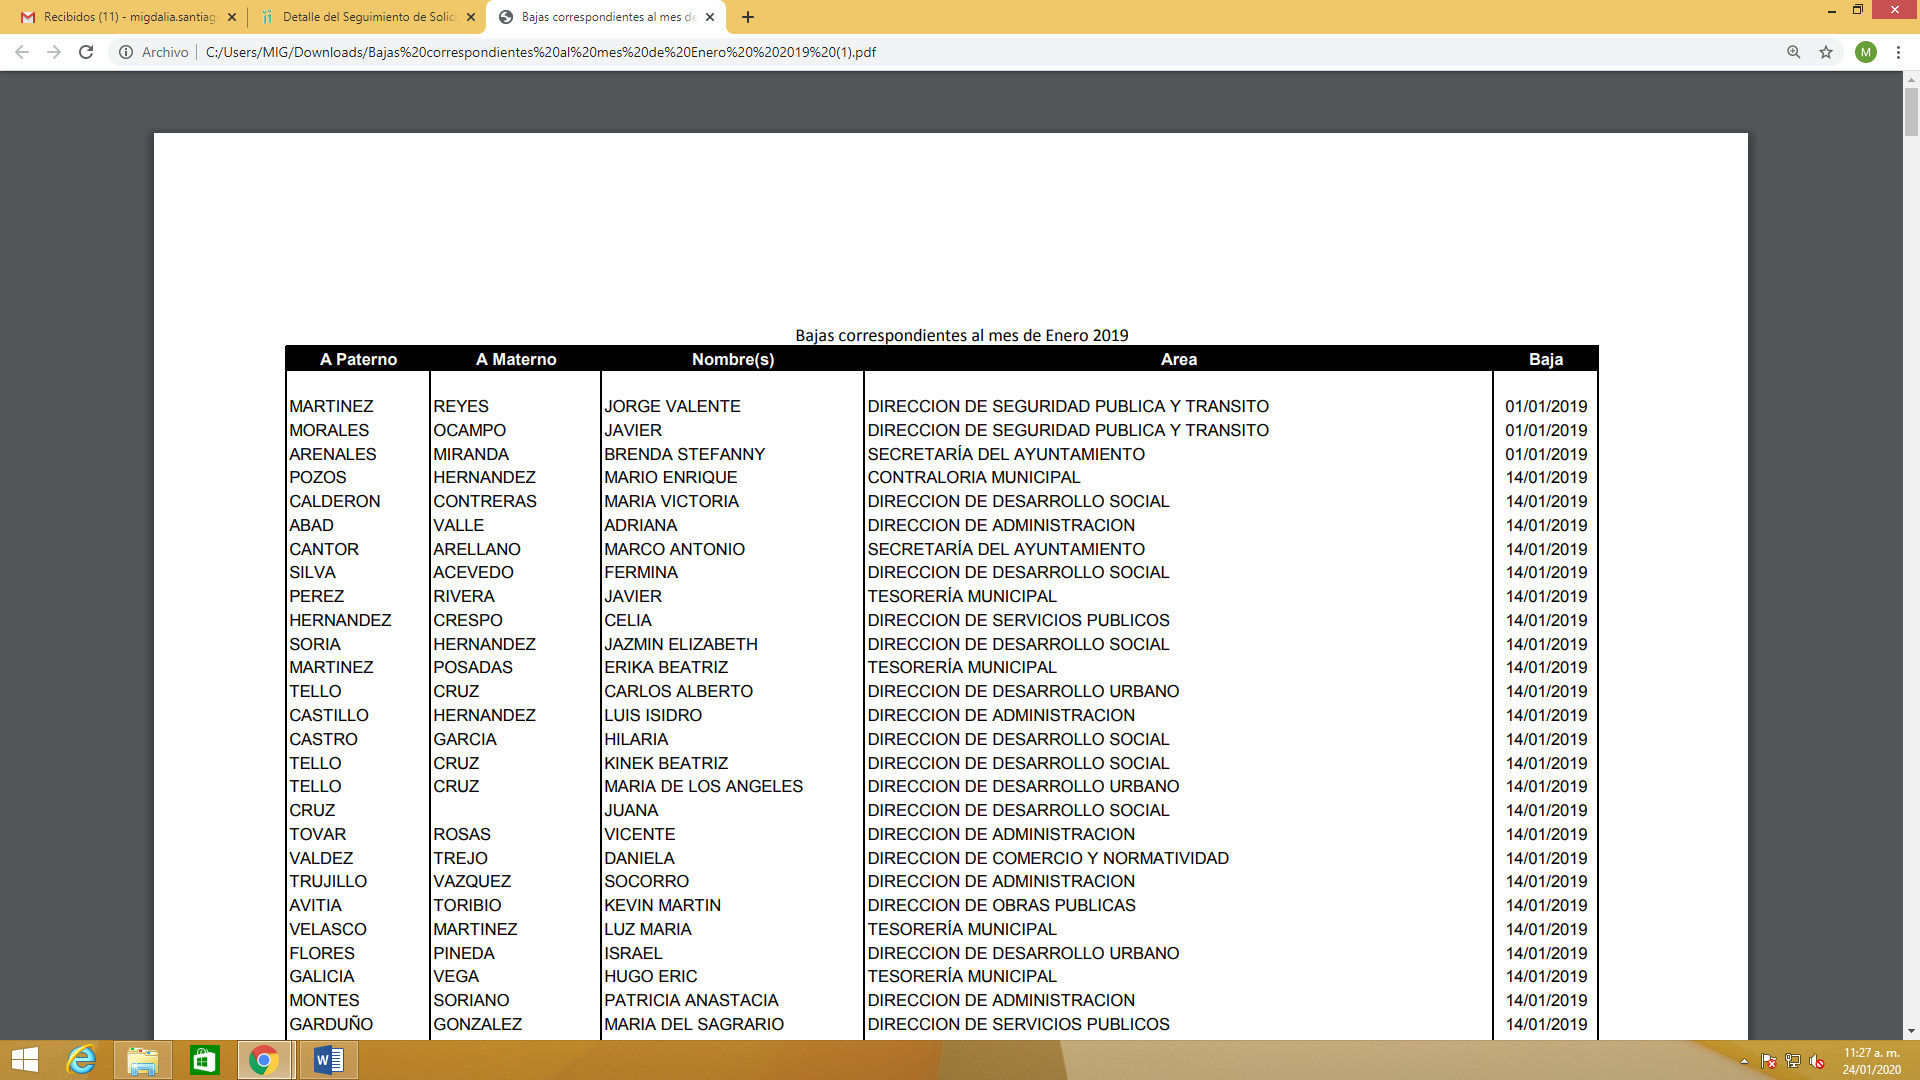 Recibidos (11) - migdalia.santiag
Detalle del Seguimiento de Solici
Bajas correspondientes al mes de
Archivo
C:/Users/MIG/Downloads/Bajas%20correspondientes%20al%20mes%20de%20Enero%20%202019%20(1).pdf
M
Bajas correspondientes al mes de Enero 2019
A Paterno A Materno Nombre(s) Area Baja
MARTINEZ REYES JORGE VALENTE DIRECCION DE SEGURIDAD PUBLICA Y TRANSITO 01/01/2019
MORALES OCAMPO JAVIER DIRECCION DE SEGURIDAD PUBLICA Y TRANSITO 01/01/2019
ARENALES MIRANDA BRENDA STEFANNY SECRETARÍA DEL AYUNTAMIENTO 01/01/2019
POZOS HERNANDEZ MARIO ENRIQUE CONTRALORIA MUNICIPAL 14/01/2019
CALDERON CONTRERAS MARIA VICTORIA DIRECCION DE DESARROLLO SOCIAL 14/01/2019
ABAD VALLE ADRIANA DIRECCION DE ADMINISTRACION 14/01/2019
CANTOR ARELLANO MARCO ANTONIO SECRETARÍA DEL AYUNTAMIENTO 14/01/2019
SILVA ACEVEDO FERMINA DIRECCION DE DESARROLLO SOCIAL 14/01/2019
PEREZ RIVERA JAVIER TESORERÍA MUNICIPAL 14/01/2019
HERNANDEZ CRESPO CELIA DIRECCION DE SERVICIOS PUBLICOS 14/01/2019
SORIA HERNANDEZ JAZMIN ELIZABETH DIRECCION DE DESARROLLO SOCIAL 14/01/2019
MARTINEZ POSADAS ERIKA BEATRIZ TESORERÍA MUNICIPAL 14/01/2019
TELLO CRUZ CARLOS ALBERTO DIRECCION DE DESARROLLO URBANO 14/01/2019
CASTILLO HERNANDEZ LUIS ISIDRO DIRECCION DE ADMINISTRACION 14/01/2019
CASTRO GARCIA HILARIA DIRECCION DE DESARROLLO SOCIAL 14/01/2019
TELLO CRUZ KINEK BEATRIZ DIRECCION DE DESARROLLO SOCIAL 14/01/2019
TELLO CRUZ MARIA DE LOS ANGELES DIRECCION DE DESARROLLO URBANO 14/01/2019
CRUZ JUANA DIRECCION DE DESARROLLO SOCIAL 14/01/2019
TOVAR ROSAS VICENTE DIRECCION DE ADMINISTRACION 14/01/2019
VALDEZ TREJO DANIELA DIRECCION DE COMERCIO Y NORMATIVIDAD 14/01/2019
TRUJILLO VAZQUEZ SOCORRO DIRECCION DE ADMINISTRACION 14/01/2019
AVITIA TORIBIO KEVIN MARTIN DIRECCION DE OBRAS PUBLICAS 14/01/2019
VELASCO MARTINEZ LUZ MARIA TESORERÍA MUNICIPAL 14/01/2019
FLORES PINEDA ISRAEL DIRECCION DE DESARROLLO URBANO 14/01/2019
GALICIA VEGA HUGO ERIC TESORERÍA MUNICIPAL 14/01/2019
MONTES SORIANO PATRICIA ANASTACIA DIRECCION DE ADMINISTRACION 14/01/2019
GARDUÑO GONZALEZ MARIA DEL SAGRARIO DIRECCION DE SERVICIOS PUBLICOS 14/01/2019
11:27 a. m.
24/01/2020